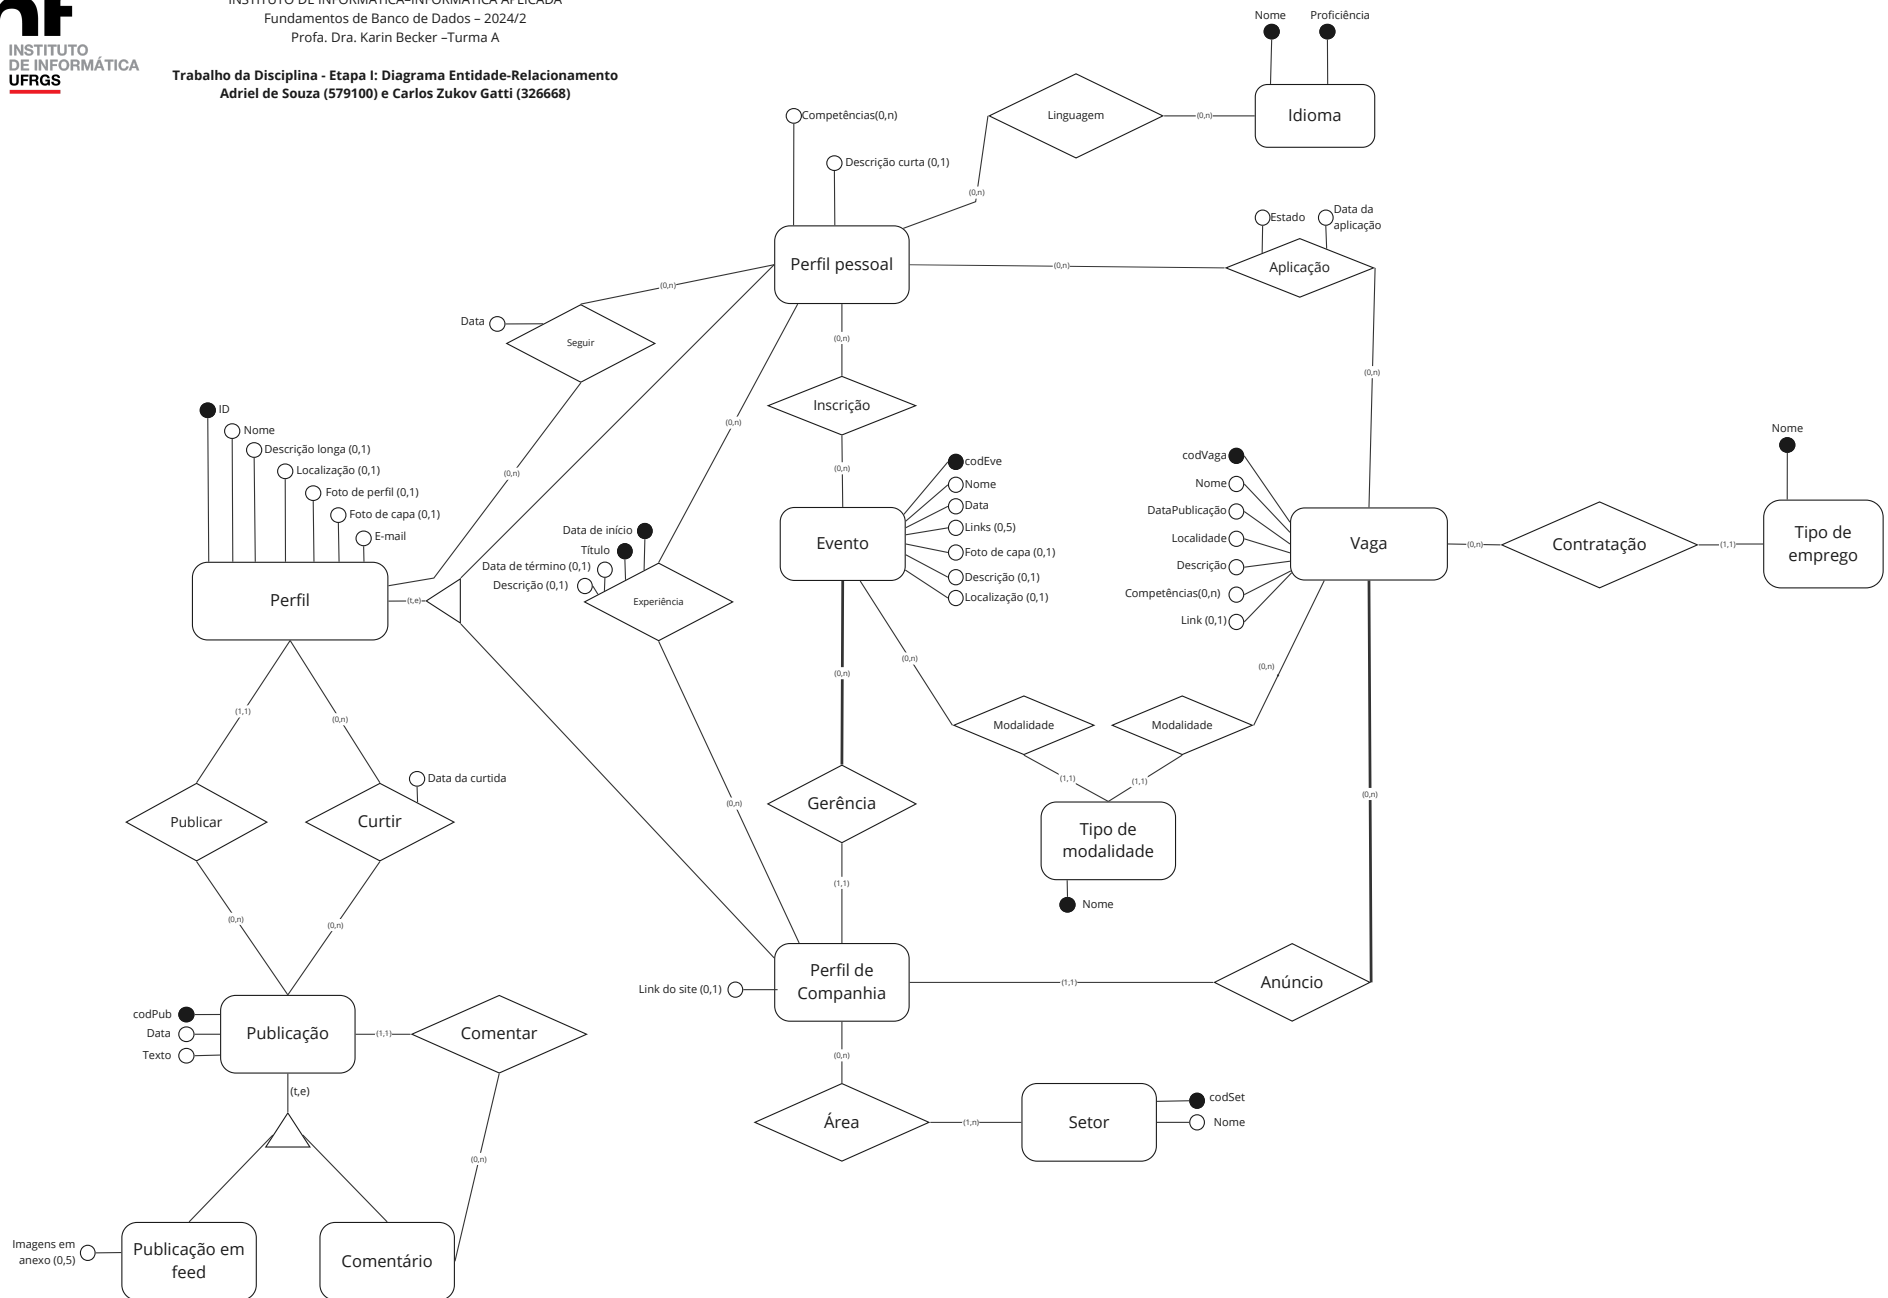 INSTITUTO DE INFORMÁTICA–INFORMÁTICA APLICADA
Fundamentos de Banco de Dados – 2024/2
Profa. Dra. Karin Becker –Turma A
INSTITUTO
DE INFORMÁTICA
UFRGS
Trabalho da Disciplina - Etapa I: Diagrama Entidade-Relacionamento
Adriel de Souza (579100) e Carlos Zukov Gatti (326668)
Nome
Proficiência
Idioma
(0,n)
Linguagem
(0,n)
Competências(0,n)
Descrição curta (0,1)
Perfil pessoal
(0,n)
Estado
Data da
aplicação
Aplicação
(0,n)
(0,n)
Data
Seguir
(0,n)
(0,n)
Inscrição
(0,n)
(0,n)
ID
Nome
Descrição longa (0,1)
Localização (0,1)
Foto de perfil (0,1)
Foto de capa (0,1)
E-mail
Perfil
(t,e)
Data de início
Título
Data de término (0,1)
Descrição (0,1)
Experiência
(0,n)
Evento
codEve
Nome
Data
Links (0,5)
Foto de capa (0,1)
Descrição (0,1)
Localização (0,1)
codVaga
Nome
DataPublicação
Localidade
Descrição
Competências(0,n)
Link (0,1)
Vaga
(0,n)
Contratação
(1,1)
Nome
Tipo de
emprego
(0,n)
(0,n)
(0,n)
Modalidade
Modalidade
(1,1)
(1,1)
Tipo de
modalidade
Nome
(1,1)
(0,n)
Publicar
Curtir
Data da curtida
(0,n)
(0,n)
Gerência
(1,1)
(0,n)
(0,n)
Link do site (0,1)
Perfil de
Companhia
(1,1)
Anúncio
codPub
Data
Texto
Publicação
(1,1)
Comentar
(t,e)
(0,n)
(0,n)
Área
(1,n)
Setor
codSet
Nome
Imagens em
anexo (0,5)
Publicação em
feed
Comentário